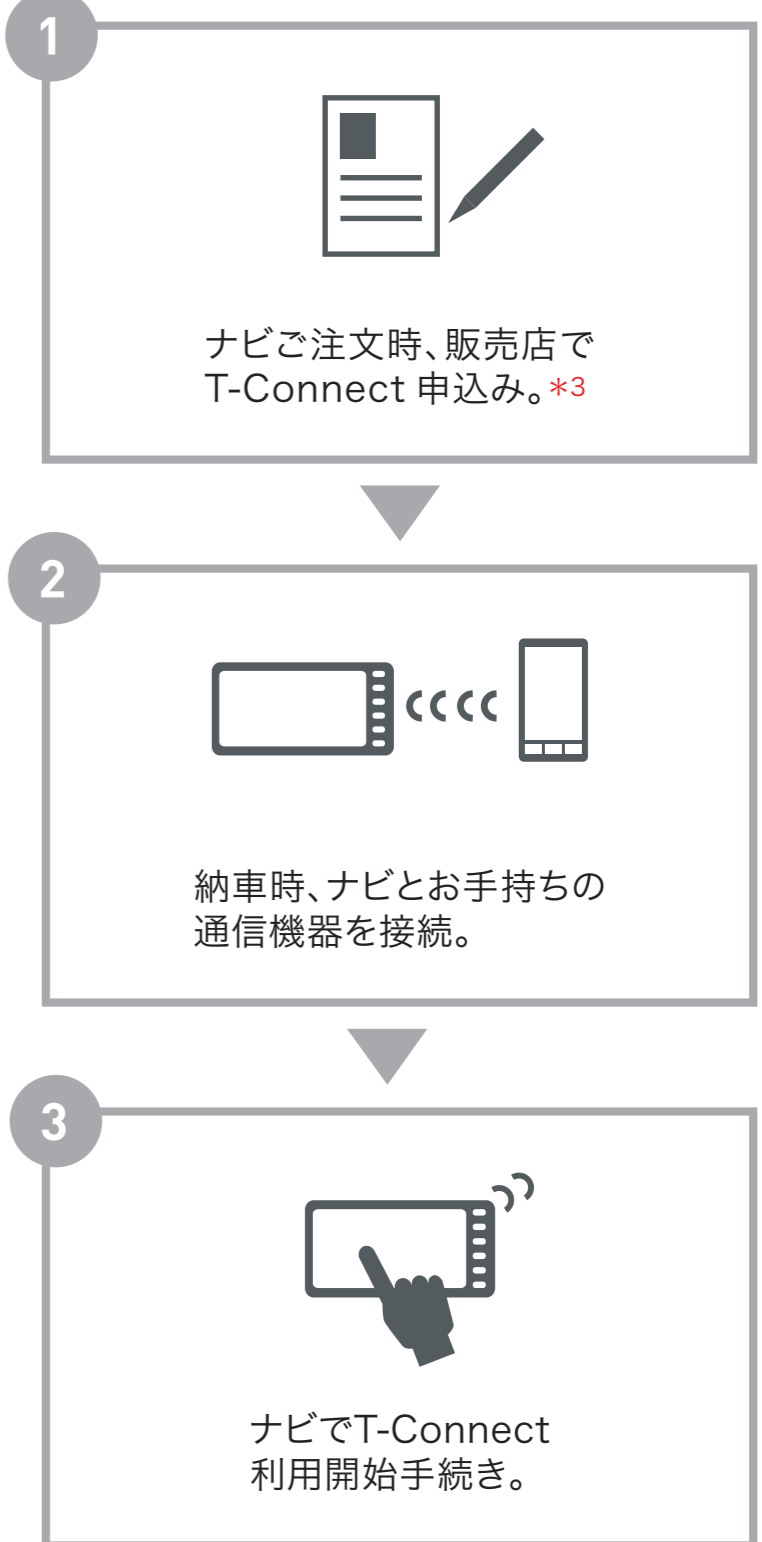 1
ナビご注文時、販売店で
T-Connect 申込み。*3
2
納車時、ナビとお手持ちの
通信機器を接続。
3
ナビでT-Connect
利用開始手続き。